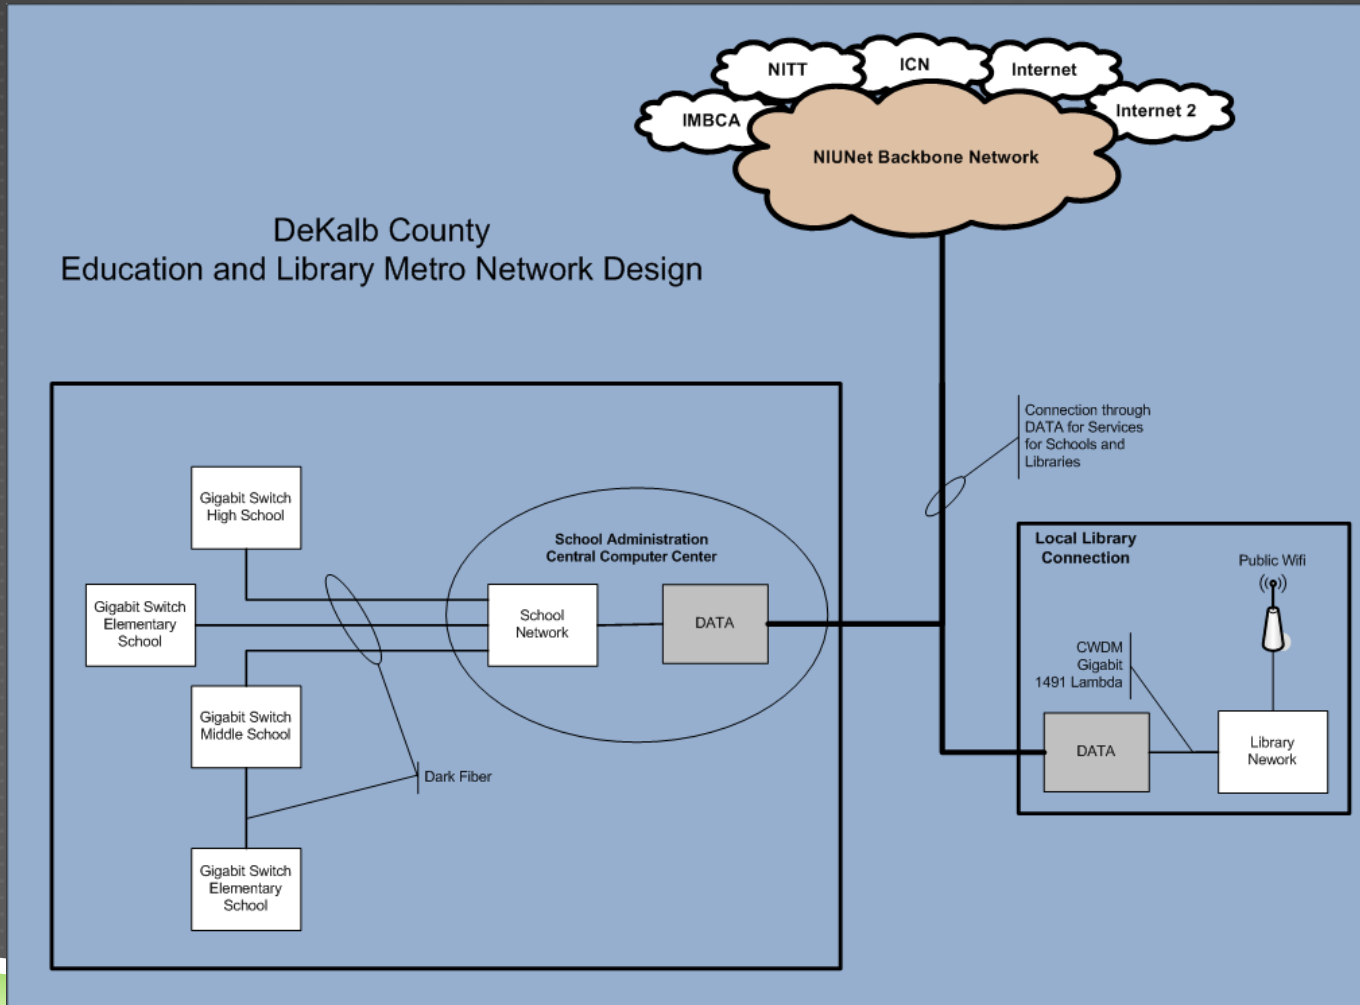 NITT
ICN
Internet
IMBCA
Internet 2
NIUNet Backbone Network
DeKalb County
Education and Library Metro Network Design
Connection through
DATA for Services
for Schools and
Libraries
Gigabit Switch
High School
School Administration
Central Computer Center
Gigabit Switch
Elementary
School
School
Network
DATA
Gigabit Switch
Middle School
Dark Fiber
Gigabit Switch
Elementary
School
Local Library
Connection
Public Wifi
CWDM
Gigabit
1491 Lambda
DATA
Library
Nework